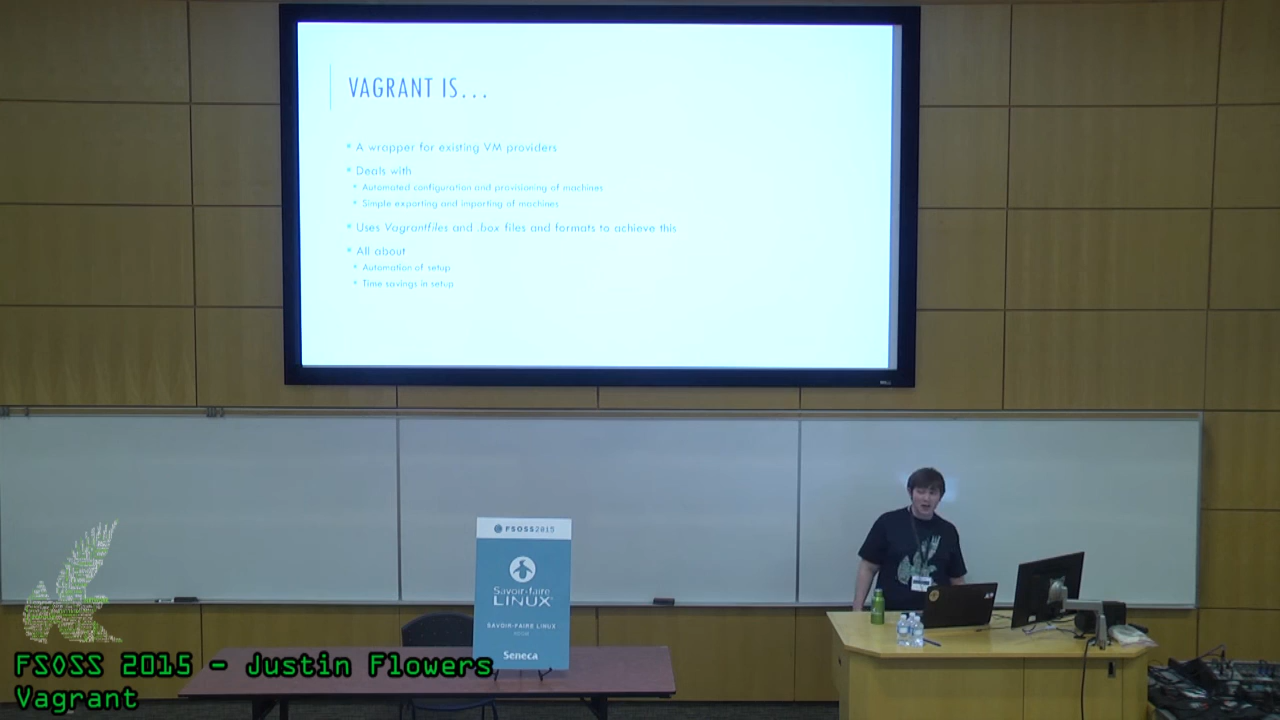 VAGRANT IS...
A wrapper for existing VM providers
Deals with
Automated configuration and provisioning of machines
Simple exporting and importing of machines
Uses Vagrantfiles and .box files and formats to achieve this
All about
Automation of setup
Time savings in setup
DELL
FSOSS2015
Savoir-faire
LINUX
SAVOIR-FAIRE LINUX
Seneca
FSOSS 2015 - Justin Flowers
Vagrant